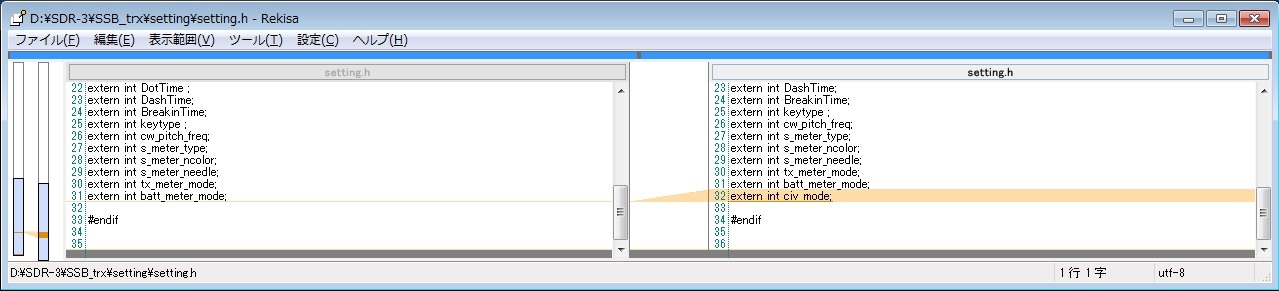 D:¥SDR-3¥SSB_trx¥setting¥setting.h - Rekisa
ファイル(F) 編集(E) 表示範囲(V) ツール(T) 設定(C) ヘルプ(H)
setting.h
22 extern int DotTime ;
23 extern int DashTime;
24 extern int BreakinTime;
25 extern int keytype ;
26 extern int cw_pitch_freq;
27 extern int s_meter_type;
28 extern int s_meter_ncolor;
29 extern int s_meter_needle;
30 extern int tx_meter_mode;
31 extern int batt_meter_mode;
32
33 #endif
34
35
setting.h
23 extern int DashTime;
24 extern int BreakinTime;
25 extern int keytype ;
26 extern int cw_pitch_freq;
27 extern int s_meter_type;
28 extern int s_meter_ncolor;
29 extern int s_meter_needle;
30 extern int tx_meter_mode;
31 extern int batt_meter_mode;
32 extern int civ_mode;
33
34 #endif
35
36
D:¥SDR-3¥SSB_trx¥setting¥setting.h
1 行 1 字
utf-8